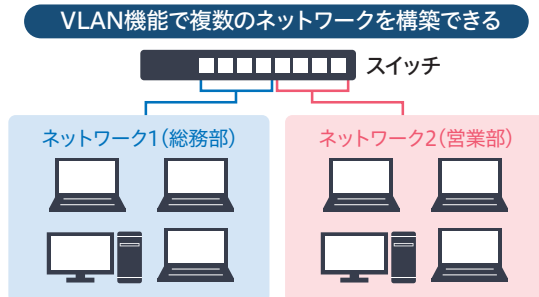 VLAN機能で複数のネットワークを構築できる
スイッチ
ネットワーク1（総務部）
ネットワーク2（営業部）